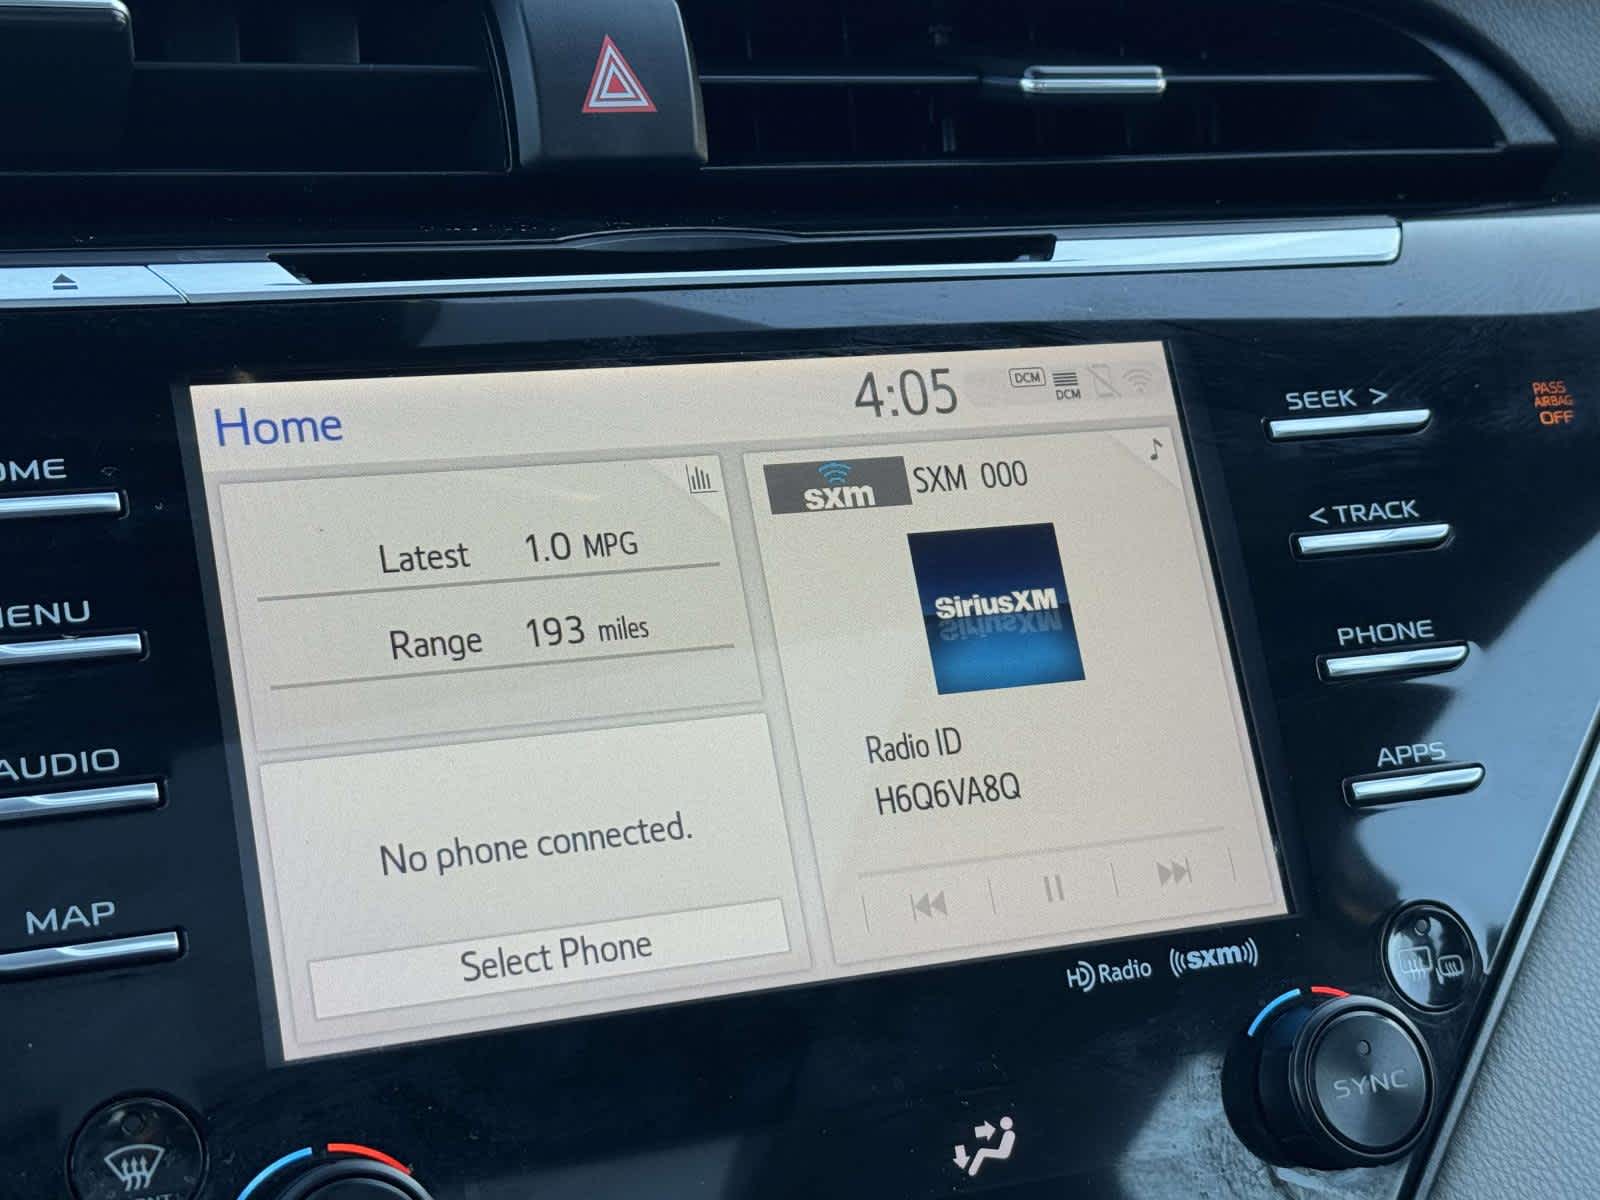 Home
4:05
DCM
DCM
Latest 1.0 MPG
Range 193 miles
No phone connected.
Select Phone
sxm SXM 000
SiriusXM
Radio ID
H6Q6VA8Q
OME
MENU
AUDIO
MAP
SEEK >
< TRACK
PHONE
APPS
PASS
AIRBAG
OFF
HD Radio ((sxm))
SYNC